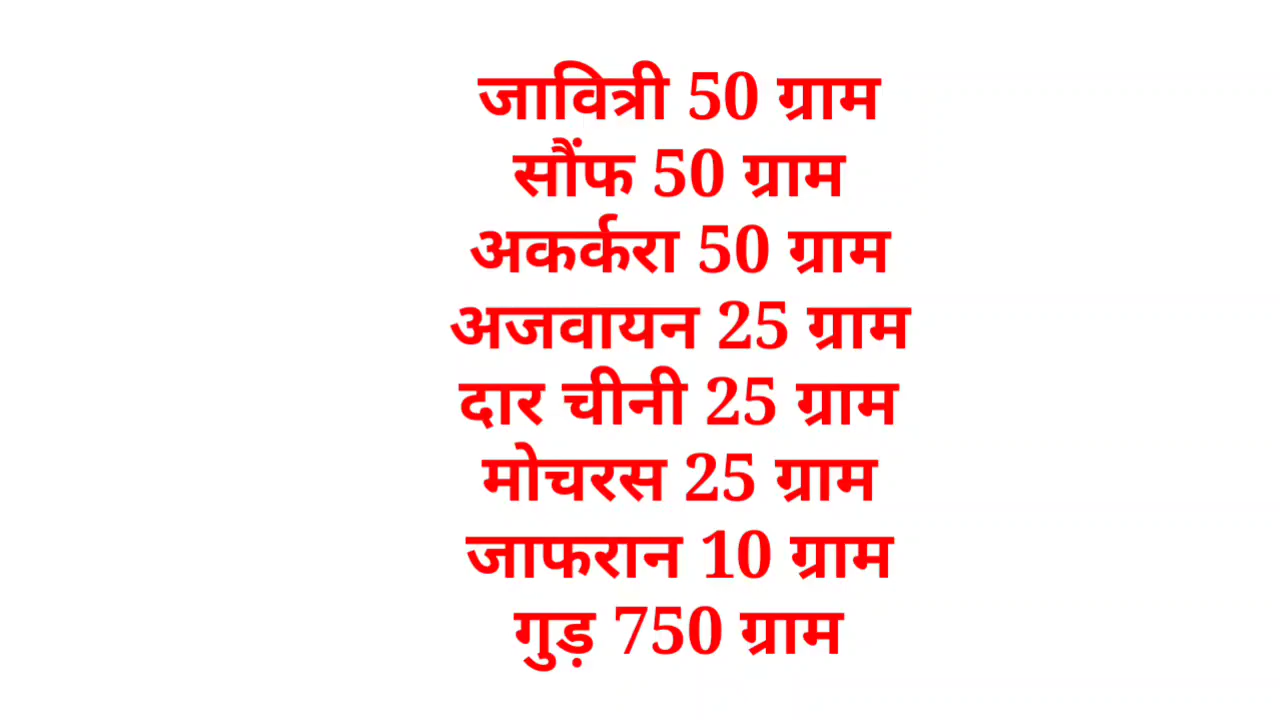 जावित्री 50 ग्राम
सौंफ 50 ग्राम
अकर्करा 50 ग्राम
अजवायन 25 ग्राम
दार चीनी 25 ग्राम
मोचरस 25 ग्राम
जाफरान 10 ग्राम
गुड़ 750 ग्राम